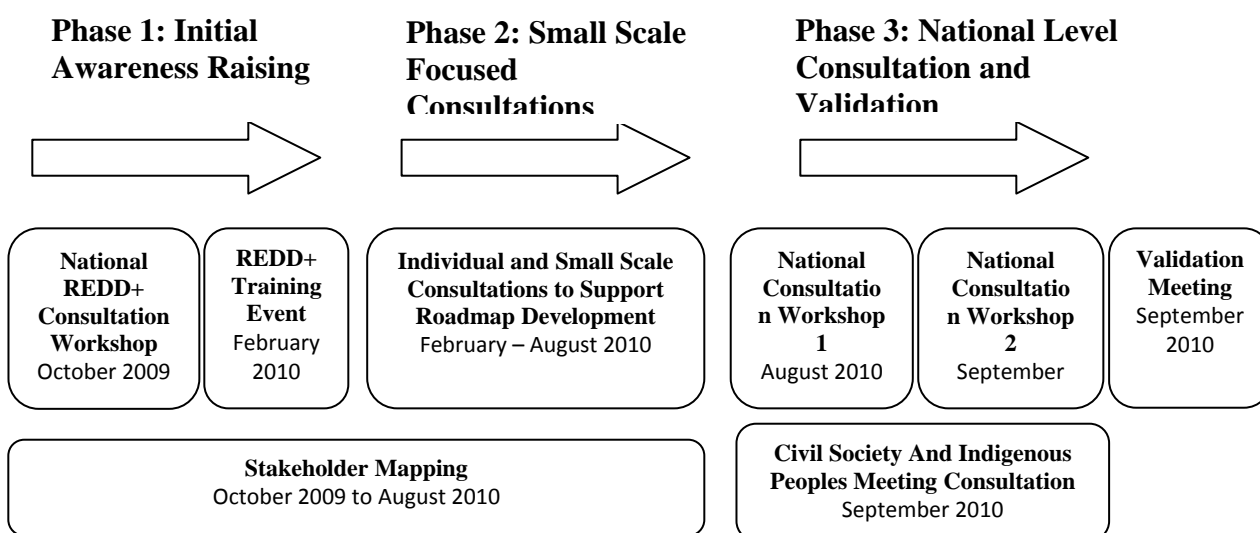 Phase 1: Initial
Awareness Raising
Phase 2: Small Scale
Focused
Consultations
Phase 3: National Level
Consultation and
Validation
National
REDD+
Consultation
Workshop
October 2009
REDD+
Training
Event
February
2010
Individual and Small Scale
Consultations to Support
Roadmap Development
February – August 2010
National
Consultatio
n Workshop
1
August 2010
National
Consultatio
n Workshop
2
September
Validation
Meeting
September
2010
Stakeholder Mapping
October 2009 to August 2010
Civil Society And Indigenous
Peoples Meeting Consultation
September 2010